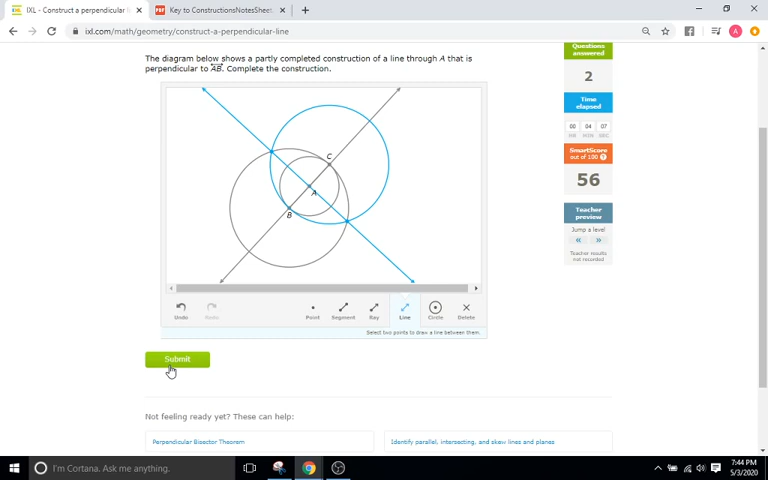 IXL - Construct a perpendicular l
Key to ConstructionsNotesSheet.
ixl.com/math/geometry/construct-a-perpendicular-line
A
The diagram below shows a partly completed construction of a line through A that is
perpendicular to AB. Complete the construction.
C
A
B
Undo
Redo
Point
Segment
Ray
Line
Circle
Delete
Select two points to draw a line between them.
Submit
Questions
answered
2
Time
elapsed
00 04 07
HR MIN SEC
SmartScore
out of 100 ?
56
Teacher
preview
Jump a level
Teacher results
not recorded
Not feeling ready yet? These can help:
Perpendicular Bisector Theorem
Identify parallel, intersecting, and skew lines and planes
I'm Cortana. Ask me anything.
7:44 PM
5/3/2020